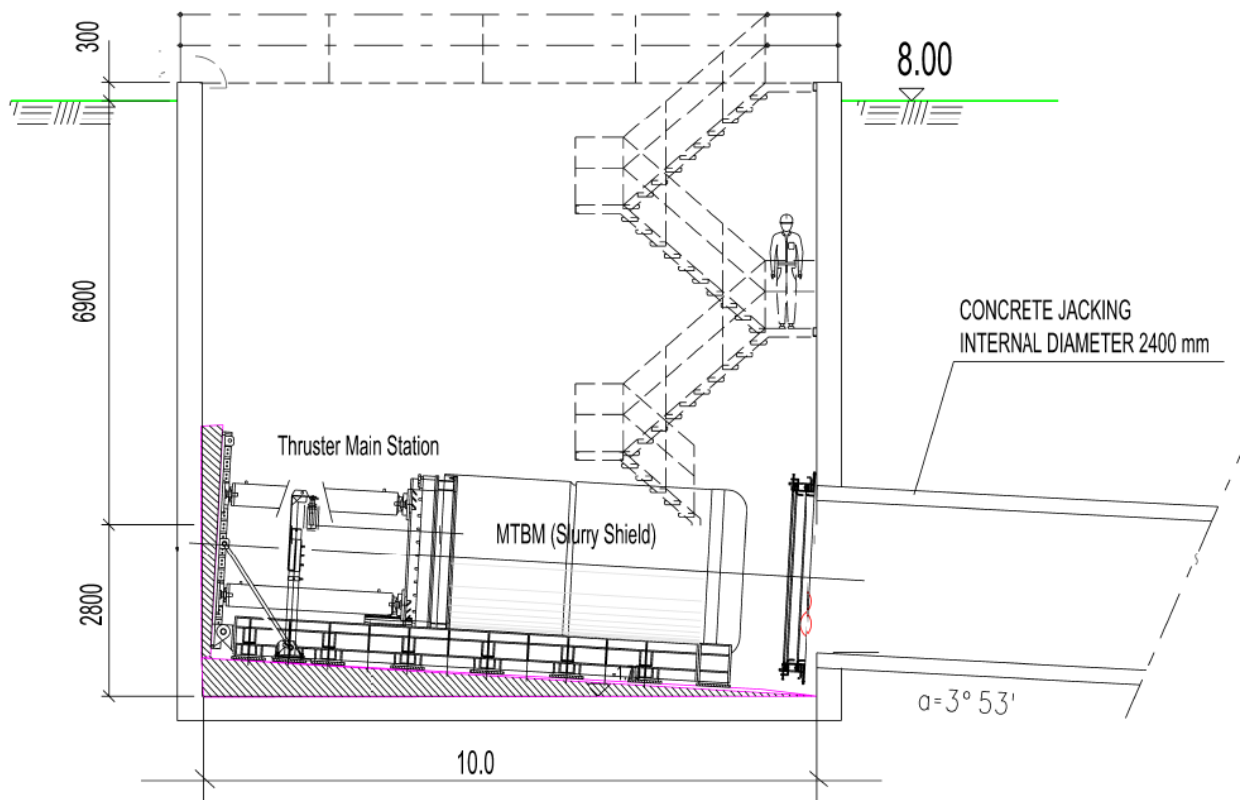 300
8.00
6900
CONCRETE JACKING
INTERNAL DIAMETER 2400 mm
Thruster Main Station
MTBM (Slurry Shield)
2800
a=3° 53'
10.0